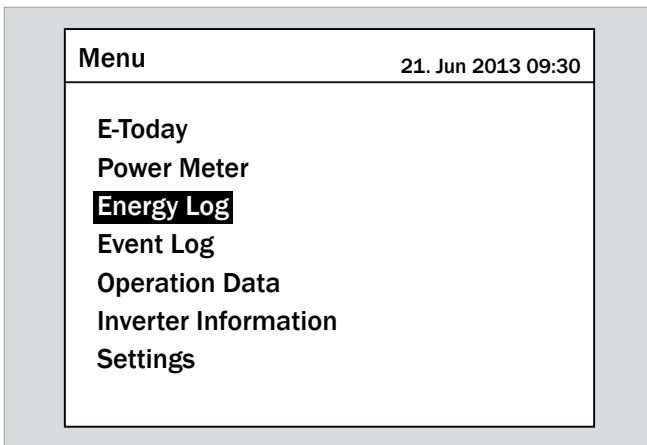 Menu
21. Jun 2013 09:30
E-Today
Power Meter
Energy Log
Event Log
Operation Data
Inverter Information
Settings